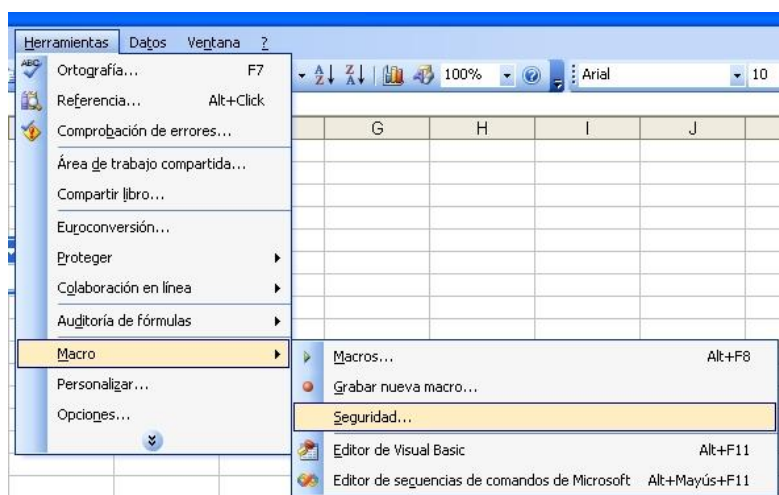 Herramientas Datos Ventana ?
Ortografía... F7
100% Arial 10
Referencia... Alt+Click
Comprobación de errores...
G H I J
Área de trabajo compartida...
Compartir libro...
Euroconversión...
Proteger
Colaboración en línea
Auditoría de fórmulas
Macro
Macros... Alt+F8
Personalizar...
Grabar nueva macro...
Opciones...
Seguridad...
Editor de Visual Basic Alt+F11
Editor de secuencias de comandos de Microsoft Alt+Mayús+F11